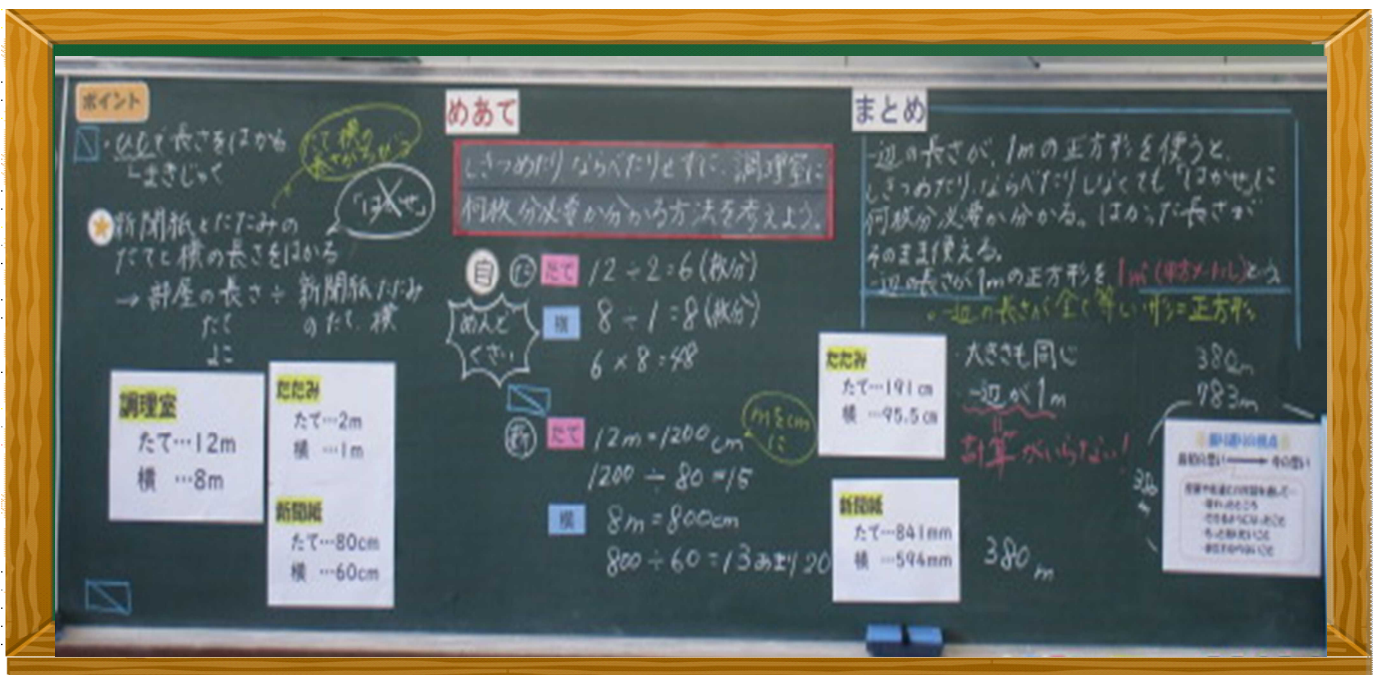 ポイント
・ひもで長さをはかる
└まきじゃく
たて横の
長さがちがう
「はかせ」
新聞紙とたたみの
たてと横の長さをはかる
→部屋の長さ÷新聞紙たたみ
たて
よこ
のたて、横
調理室
たて…12m
横 …8m
たたみ
たて…2m
横 …1m
新聞紙
たて…80cm
横 …60cm
めあて
しきつめたりならべたりせずに、調理室に
何枚分必要か分かる方法を考えよう。
自
た たて 12÷2=6(枚分)
横 8÷1=8(枚分)
6×8=48
めんど
くさい
新 たて 12m=1200cm
1200÷80=15
mをcm
に
横 8m=800cm
800÷60=13あまり20
まとめ
一辺の長さが、1mの正方形を使うと、
しきつめたり、ならべたりしなくても「はかせ」に
何枚分必要か分かる。はかった長さが
そのまま使える。
一辺の長さが1mの正方形を1m²(平方メートル)という
・一辺の長さが全て等しい形=正方形
たたみ
たて…191cm
横 …95.5cm
新聞紙
たて…841mm
横 …594mm
・大きさも同じ
一辺が1m
計算がいらない!
380m
783m
380
m